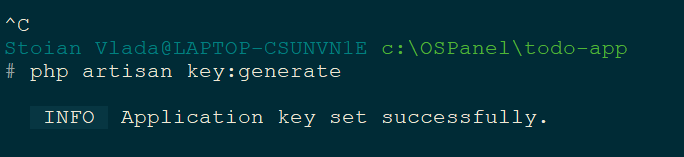 ^C
Stoian Vlada@LAPTOP-CSUNVN1E c:\OSPanel\todo-app
# php artisan key:generate
INFO Application key set successfully.